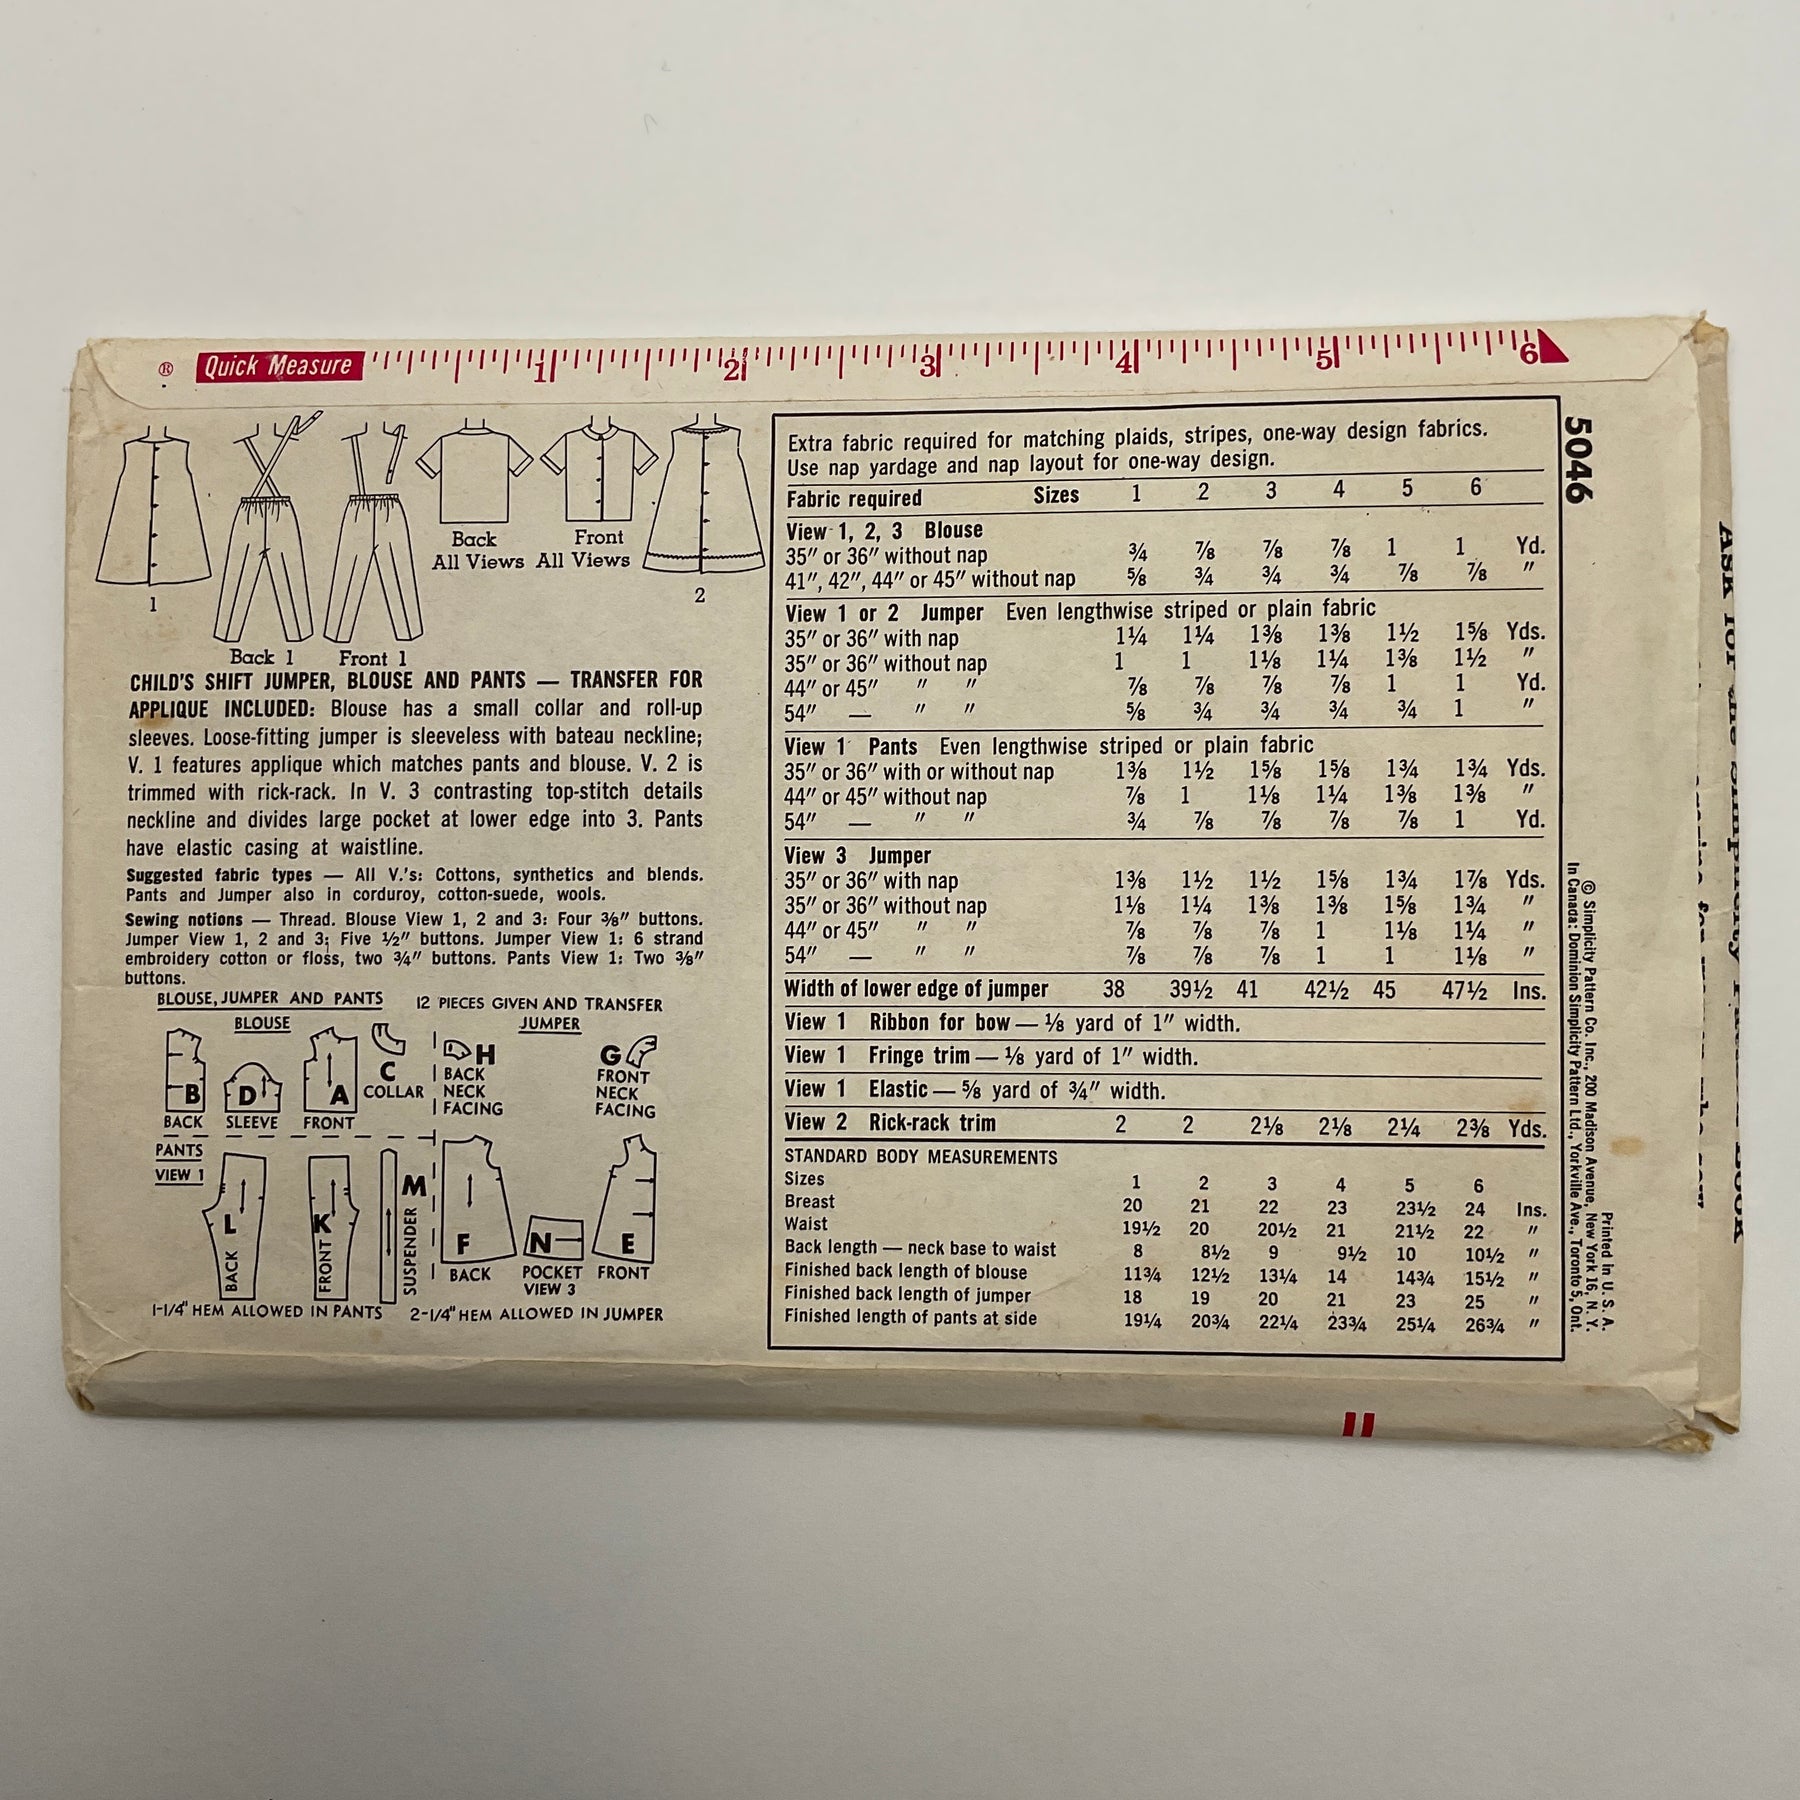 ® Quick Measure 1 2 3 4 5 6
1
Back 1
Front 1
Back
All Views
Front
All Views
2
CHILD'S SHIFT JUMPER, BLOUSE AND PANTS — TRANSFER FOR
APPLIQUE INCLUDED: Blouse has a small collar and roll-up
sleeves. Loose-fitting jumper is sleeveless with bateau neckline;
V. 1 features applique which matches pants and blouse. V. 2 is
trimmed with rick-rack. In V. 3 contrasting top-stitch details
neckline and divides large pocket at lower edge into 3. Pants
have elastic casing at waistline.
Suggested fabric types — All V.'s: Cottons, synthetics and blends.
Pants and Jumper also in corduroy, cotton-suede, wools.
Sewing notions — Thread. Blouse View 1, 2 and 3: Four ⅜″ buttons.
Jumper View 1, 2 and 3; Five ½″ buttons. Jumper View 1: 6 strand
embroidery cotton or floss, two ¾″ buttons. Pants View 1: Two ⅜″
buttons.
BLOUSE, JUMPER AND PANTS 12 PIECES GIVEN AND TRANSFER
BLOUSE
B
BACK
D
SLEEVE
A
FRONT
C
COLLAR
JUMPER
H
BACK
NECK
FACING
G
FRONT
NECK
FACING
PANTS
VIEW 1
L
BACK
K
FRONT
M
SUSPENDER
F
BACK
N
POCKET
VIEW 3
E
FRONT
1-1/4" HEM ALLOWED IN PANTS 2-1/4" HEM ALLOWED IN JUMPER
Extra fabric required for matching plaids, stripes, one-way design fabrics.
Use nap yardage and nap layout for one-way design.
Fabric required Sizes 1 2 3 4 5 6
View 1, 2, 3 Blouse
35″ or 36″ without nap ¾ ⅞ ⅞ ⅞ 1 1 Yd.
41″, 42″, 44″ or 45″ without nap ⅝ ¾ ¾ ¾ ⅞ ⅞ ″
View 1 or 2 Jumper Even lengthwise striped or plain fabric
35″ or 36″ with nap 1¼ 1¼ 1⅜ 1⅜ 1½ 1⅝ Yds.
35″ or 36″ without nap 1 1 1⅛ 1¼ 1⅜ 1½ ″
44″ or 45″ ″ ″ ⅞ ⅞ ⅞ ⅞ 1 1 Yd.
54″ — ″ ″ ⅝ ¾ ¾ ¾ ¾ 1 ″
View 1 Pants Even lengthwise striped or plain fabric
35″ or 36″ with or without nap 1⅜ 1½ 1⅝ 1⅝ 1¾ 1¾ Yds.
44″ or 45″ without nap ⅞ 1 1⅛ 1¼ 1⅜ 1⅜ ″
54″ — ″ ″ ¾ ⅞ ⅞ ⅞ ⅞ 1 Yd.
View 3 Jumper
35″ or 36″ with nap 1⅜ 1½ 1½ 1⅝ 1¾ 1⅞ Yds.
35″ or 36″ without nap 1⅛ 1¼ 1⅜ 1⅜ 1⅝ 1¾ ″
44″ or 45″ ″ ″ ⅞ ⅞ ⅞ 1 1⅛ 1¼ ″
54″ — ″ ″ ⅞ ⅞ ⅞ 1 1 1⅛ ″
Width of lower edge of jumper 38 39½ 41 42½ 45 47½ Ins.
View 1 Ribbon for bow — ⅛ yard of 1″ width.
View 1 Fringe trim — ⅛ yard of 1″ width.
View 1 Elastic — ⅝ yard of ¾″ width.
View 2 Rick-rack trim 2 2 2⅛ 2⅛ 2¼ 2⅜ Yds.
STANDARD BODY MEASUREMENTS
Sizes 1 2 3 4 5 6
Breast 20 21 22 23 23½ 24 Ins.
Waist 19½ 20 20½ 21 21½ 22 ″
Back length — neck base to waist 8 8½ 9 9½ 10 10½ ″
Finished back length of blouse 11¾ 12½ 13¼ 14 14¾ 15½ ″
Finished back length of jumper 18 19 20 21 23 25 ″
Finished length of pants at side 19¼ 20¾ 22¼ 23¾ 25¼ 26¾ ″
5046
© Simplicity Pattern Co. Inc., 200 Madison Avenue, New York 16, N. Y.
In Canada: Dominion Simplicity Pattern Ltd., Yorkville Ave., Toronto 5, Ont.
Printed in U. S. A.
Ask for the Simplicity